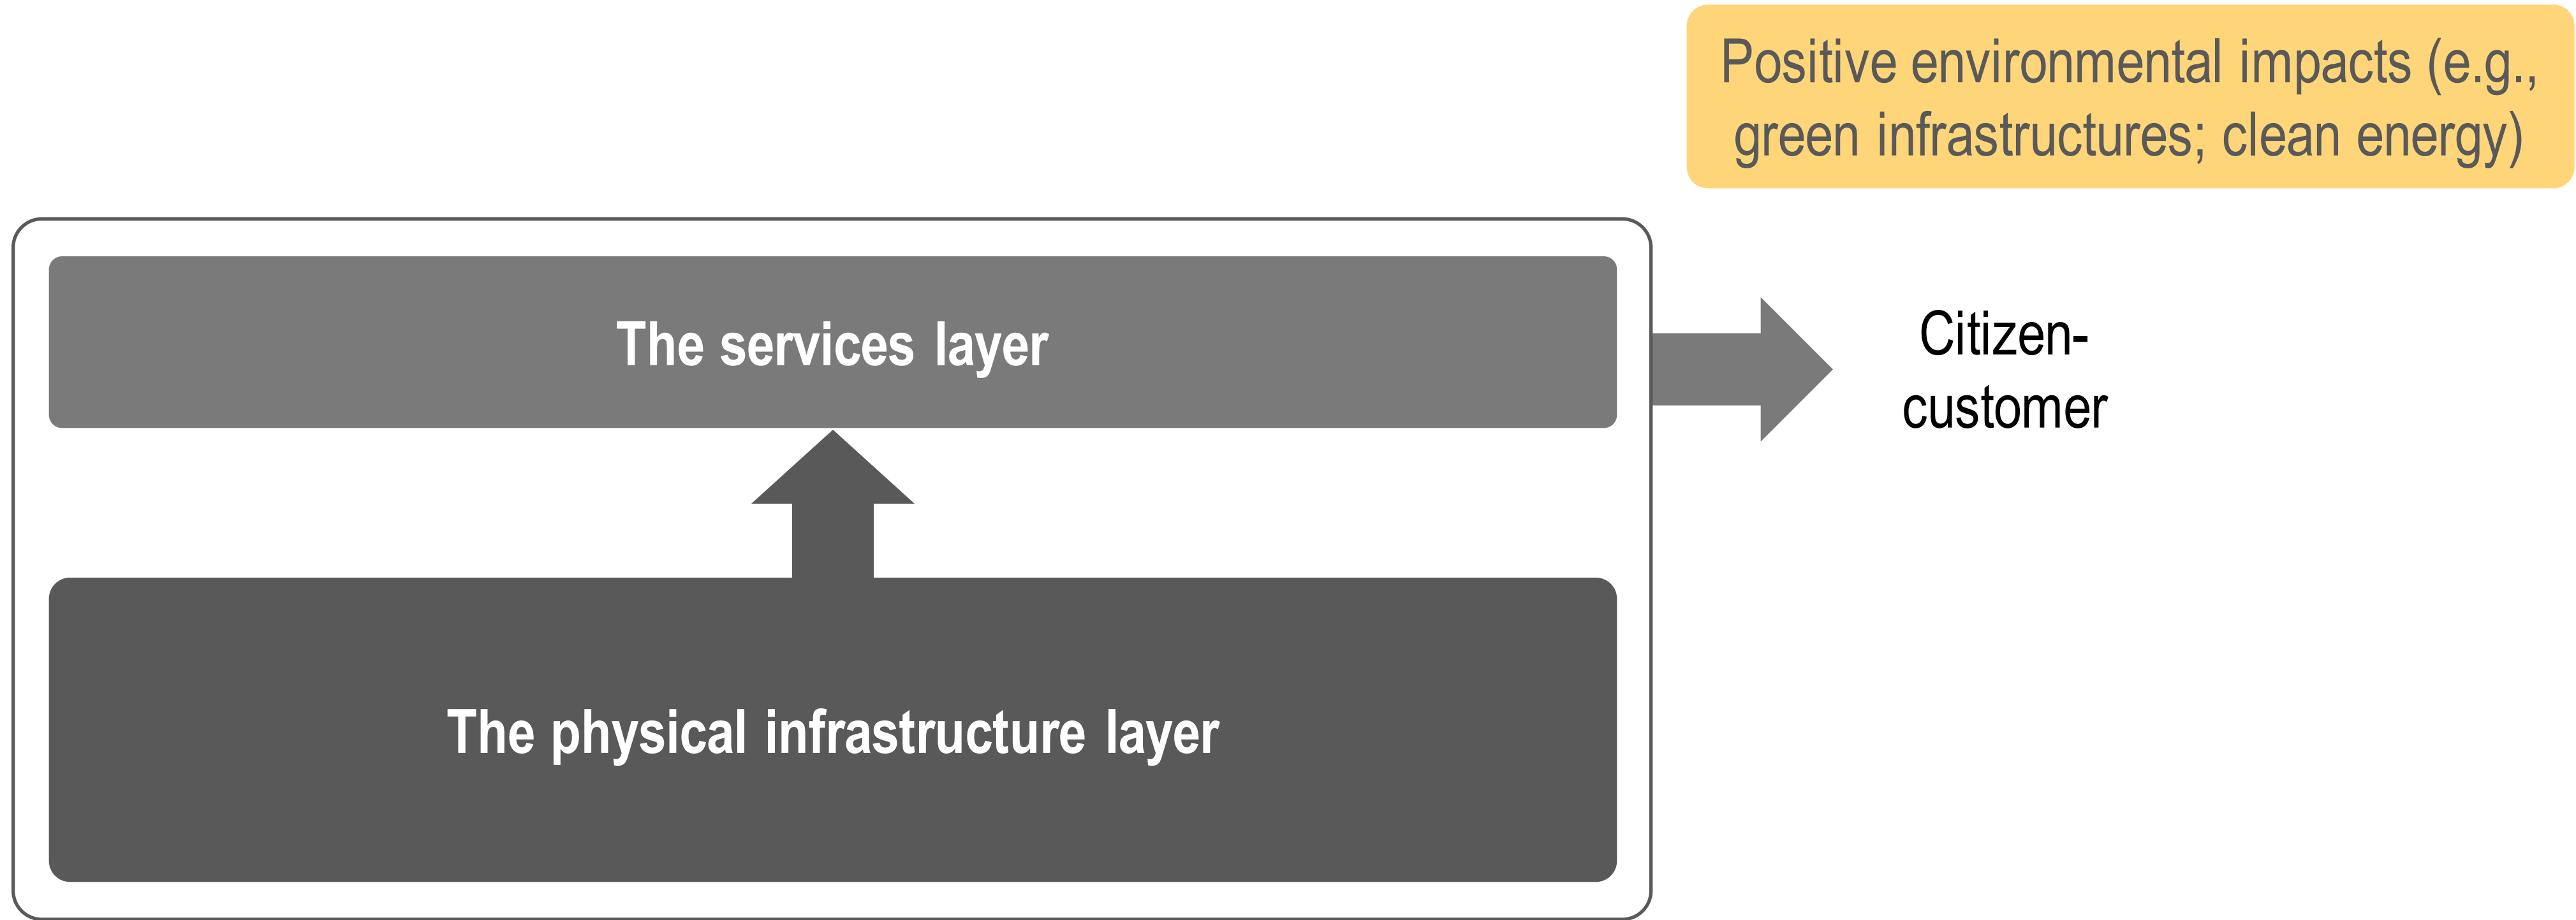 Positive environmental impacts (e.g.,
green infrastructures; clean energy)
The services layer
Citizen-
customer
The physical infrastructure layer